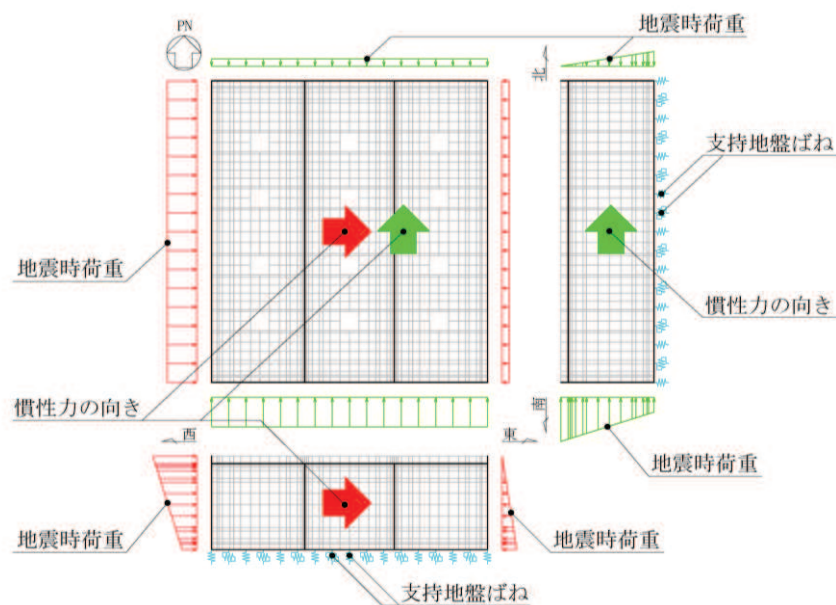 PN
地震時荷重
北
支持地盤ばね
地震時荷重
慣性力の向き
慣性力の向き
南
西
東
地震時荷重
地震時荷重
地震時荷重
支持地盤ばね